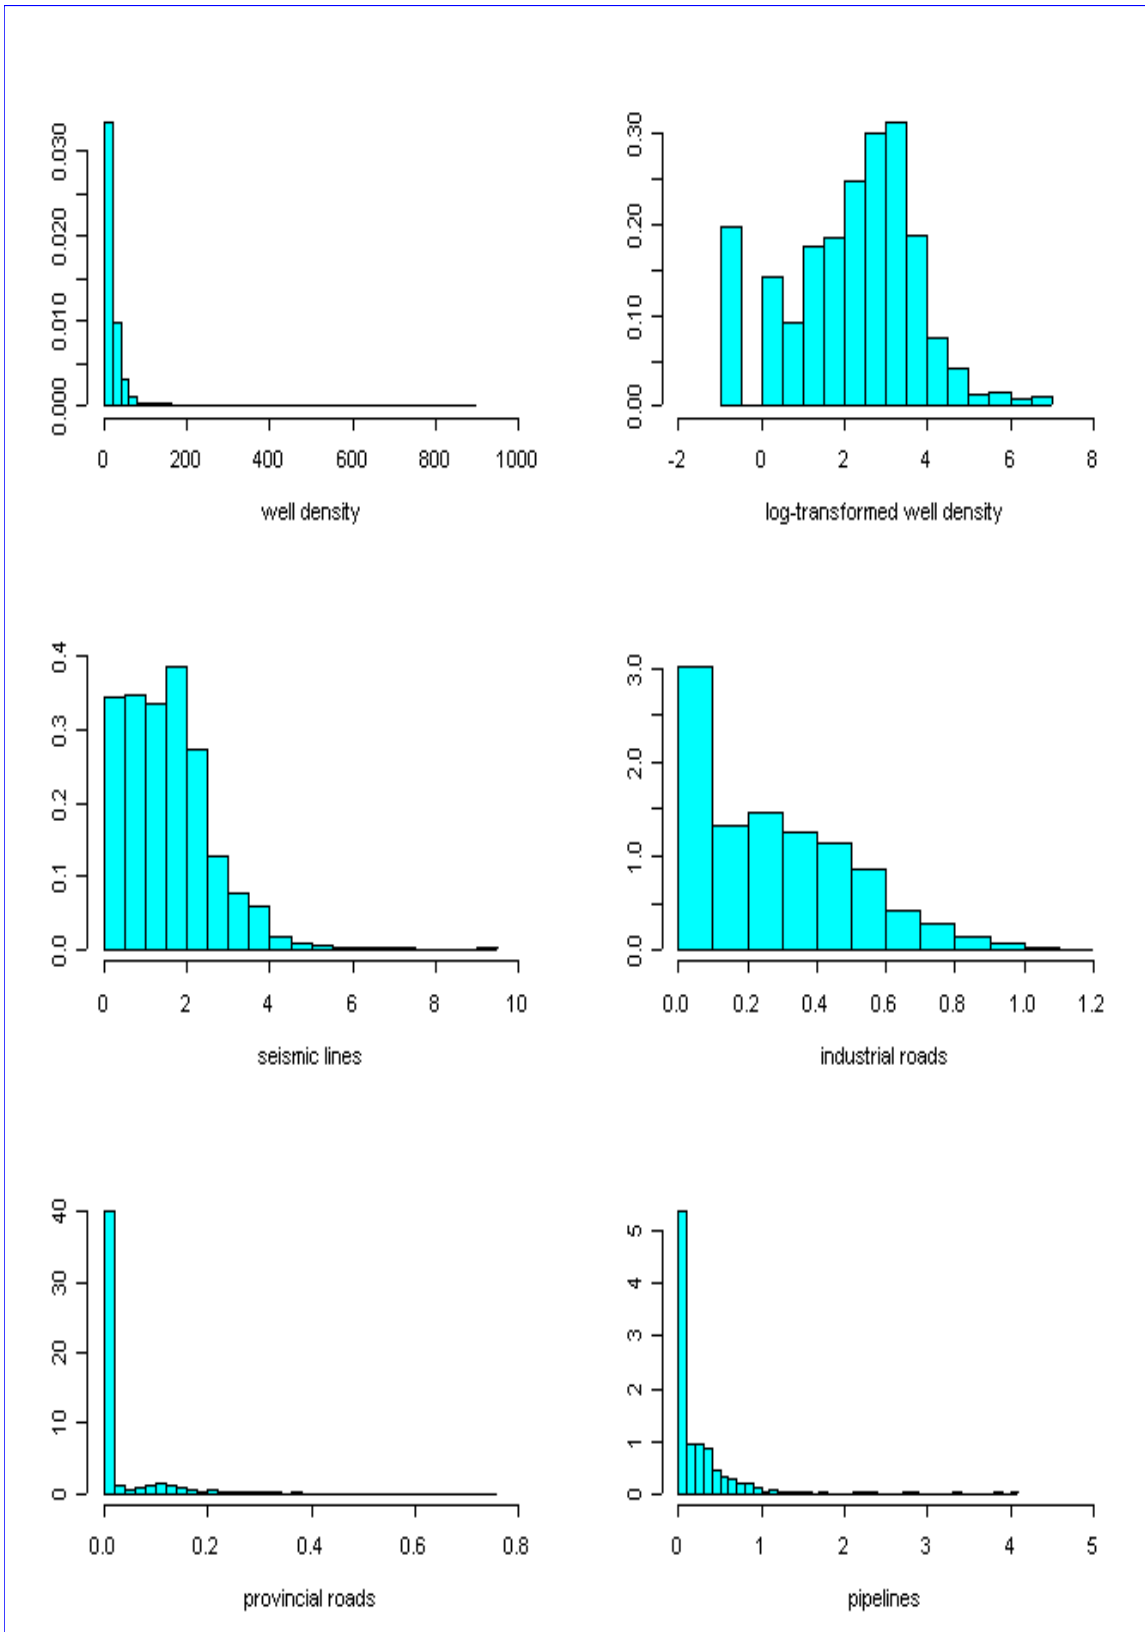 0.000 0.010 0.020 0.030
0 200 400 600 800 1000
well density
0.00 0.10 0.20 0.30
-2 0 2 4 6 8
log-transformed well density
0.0 0.1 0.2 0.3 0.4
0 2 4 6 8 10
seismic lines
0.0 1.0 2.0 3.0
0.0 0.2 0.4 0.6 0.8 1.0 1.2
industrial roads
0 10 20 30 40
0.0 0.2 0.4 0.6 0.8
provincial roads
0 1 2 3 4 5
0 1 2 3 4 5
pipelines